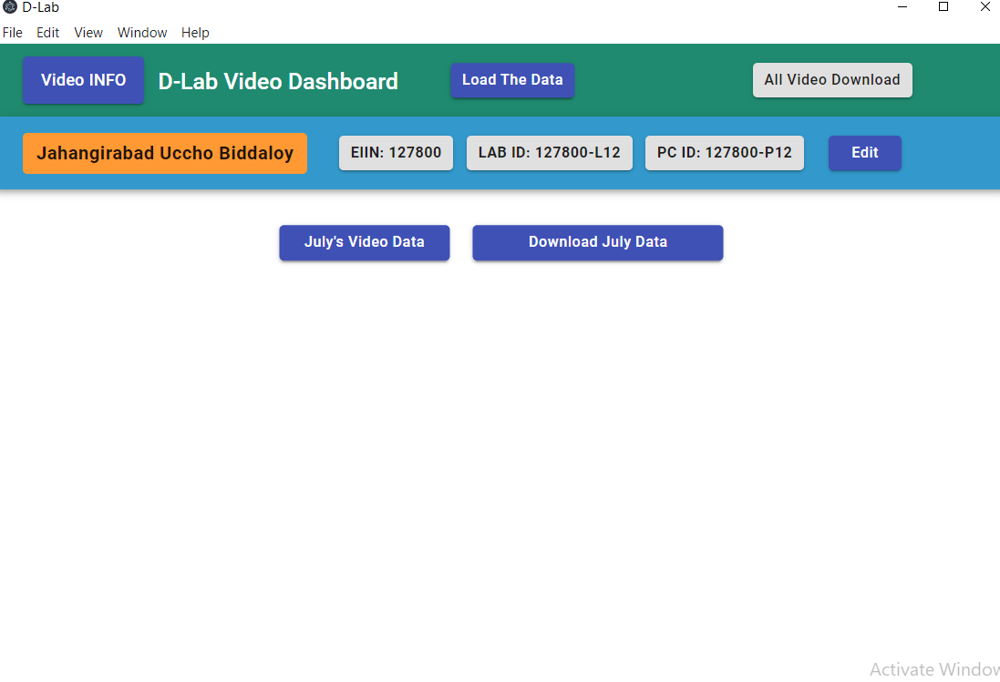 D-Lab
File Edit View Window Help
Video INFO D-Lab Video Dashboard Load The Data All Video Download
Jahangirabad Uccho Biddaloy EIIN: 127800 LAB ID: 127800-L12 PC ID: 127800-P12 Edit
July's Video Data Download July Data
Activate Window